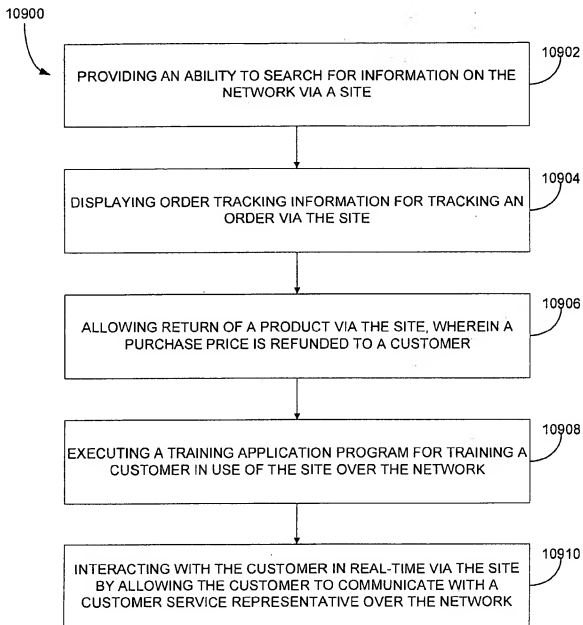 10900
10902
PROVIDING AN ABILITY TO SEARCH FOR INFORMATION ON THE
NETWORK VIA A SITE
10904
DISPLAYING ORDER TRACKING INFORMATION FOR TRACKING AN
ORDER VIA THE SITE
10906
ALLOWING RETURN OF A PRODUCT VIA THE SITE, WHEREIN A
PURCHASE PRICE IS REFUNDED TO A CUSTOMER
10908
EXECUTING A TRAINING APPLICATION PROGRAM FOR TRAINING A
CUSTOMER IN USE OF THE SITE OVER THE NETWORK
10910
INTERACTING WITH THE CUSTOMER IN REAL-TIME VIA THE SITE
BY ALLOWING THE CUSTOMER TO COMMUNICATE WITH A
CUSTOMER SERVICE REPRESENTATIVE OVER THE NETWORK